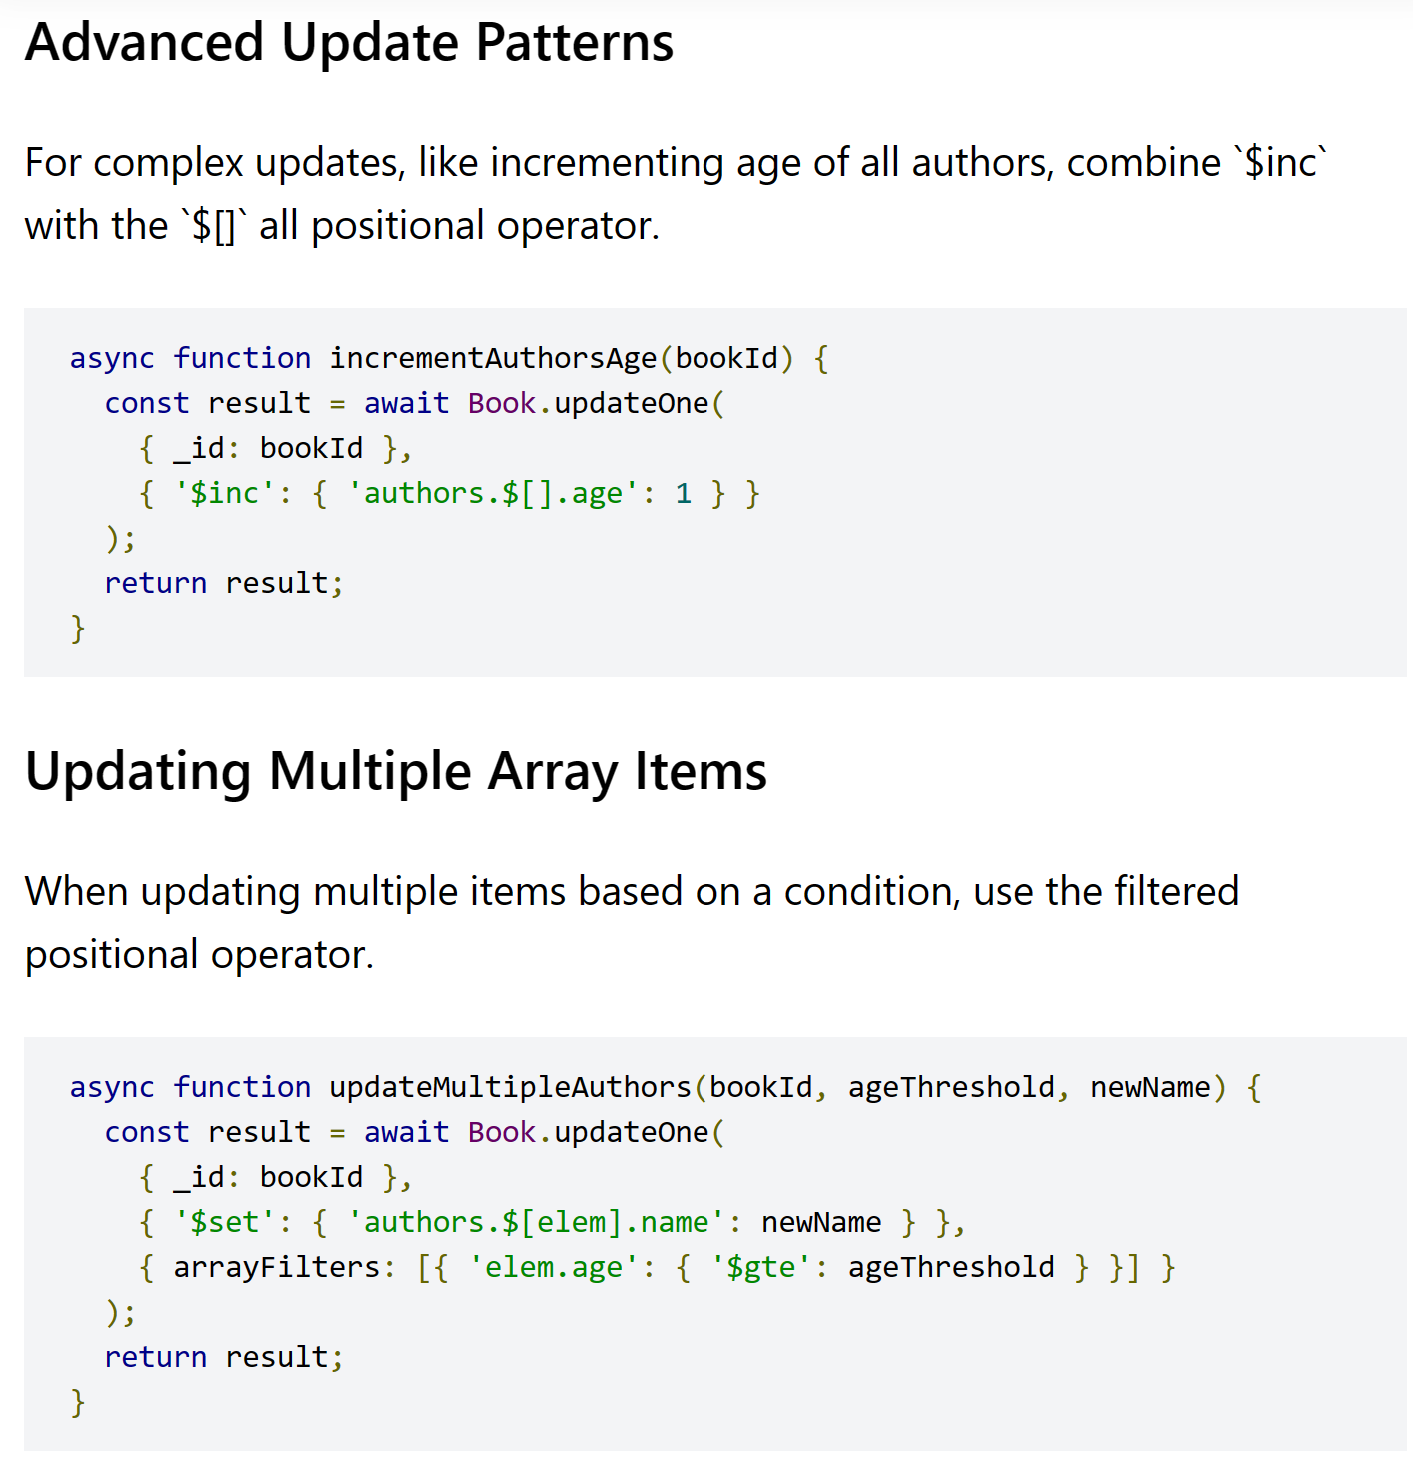 Advanced Update Patterns
For complex updates, like incrementing age of all authors, combine `$inc`
with the `$[]` all positional operator.
async function incrementAuthorsAge(bookId) {
  const result = await Book.updateOne(
    { _id: bookId },
    { '$inc': { 'authors.$[].age': 1 } }
  );
  return result;
}
Updating Multiple Array Items
When updating multiple items based on a condition, use the filtered
positional operator.
async function updateMultipleAuthors(bookId, ageThreshold, newName) {
  const result = await Book.updateOne(
    { _id: bookId },
    { '$set': { 'authors.$[elem].name': newName } },
    { arrayFilters: [{ 'elem.age': { '$gte': ageThreshold } }] }
  );
  return result;
}